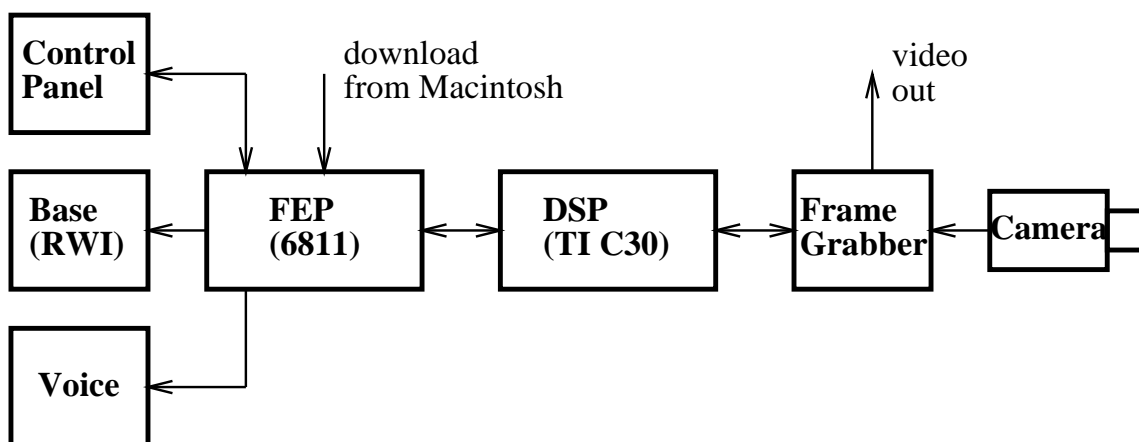 Control
Panel
download
from Macintosh
video
out
Base
(RWI)
FEP
(6811)
DSP
(TI C30)
Frame
Grabber
Camera
Voice